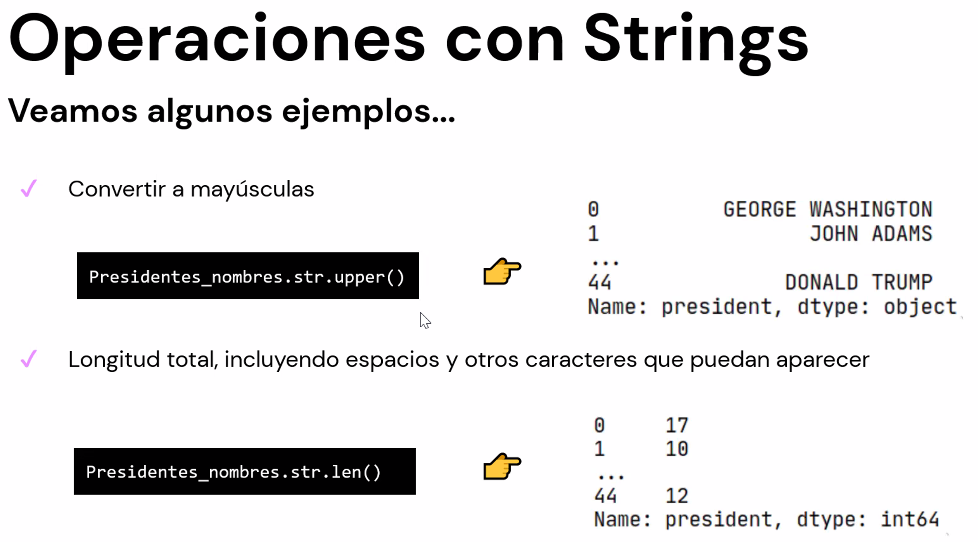 Operaciones con Strings
Veamos algunos ejemplos...
✓ Convertir a mayúsculas
Presidentes_nombres.str.upper()
0 GEORGE WASHINGTON
1 JOHN ADAMS
...
44 DONALD TRUMP
Name: president, dtype: object
✓ Longitud total, incluyendo espacios y otros caracteres que puedan aparecer
Presidentes_nombres.str.len()
0 17
1 10
...
44 12
Name: president, dtype: int64